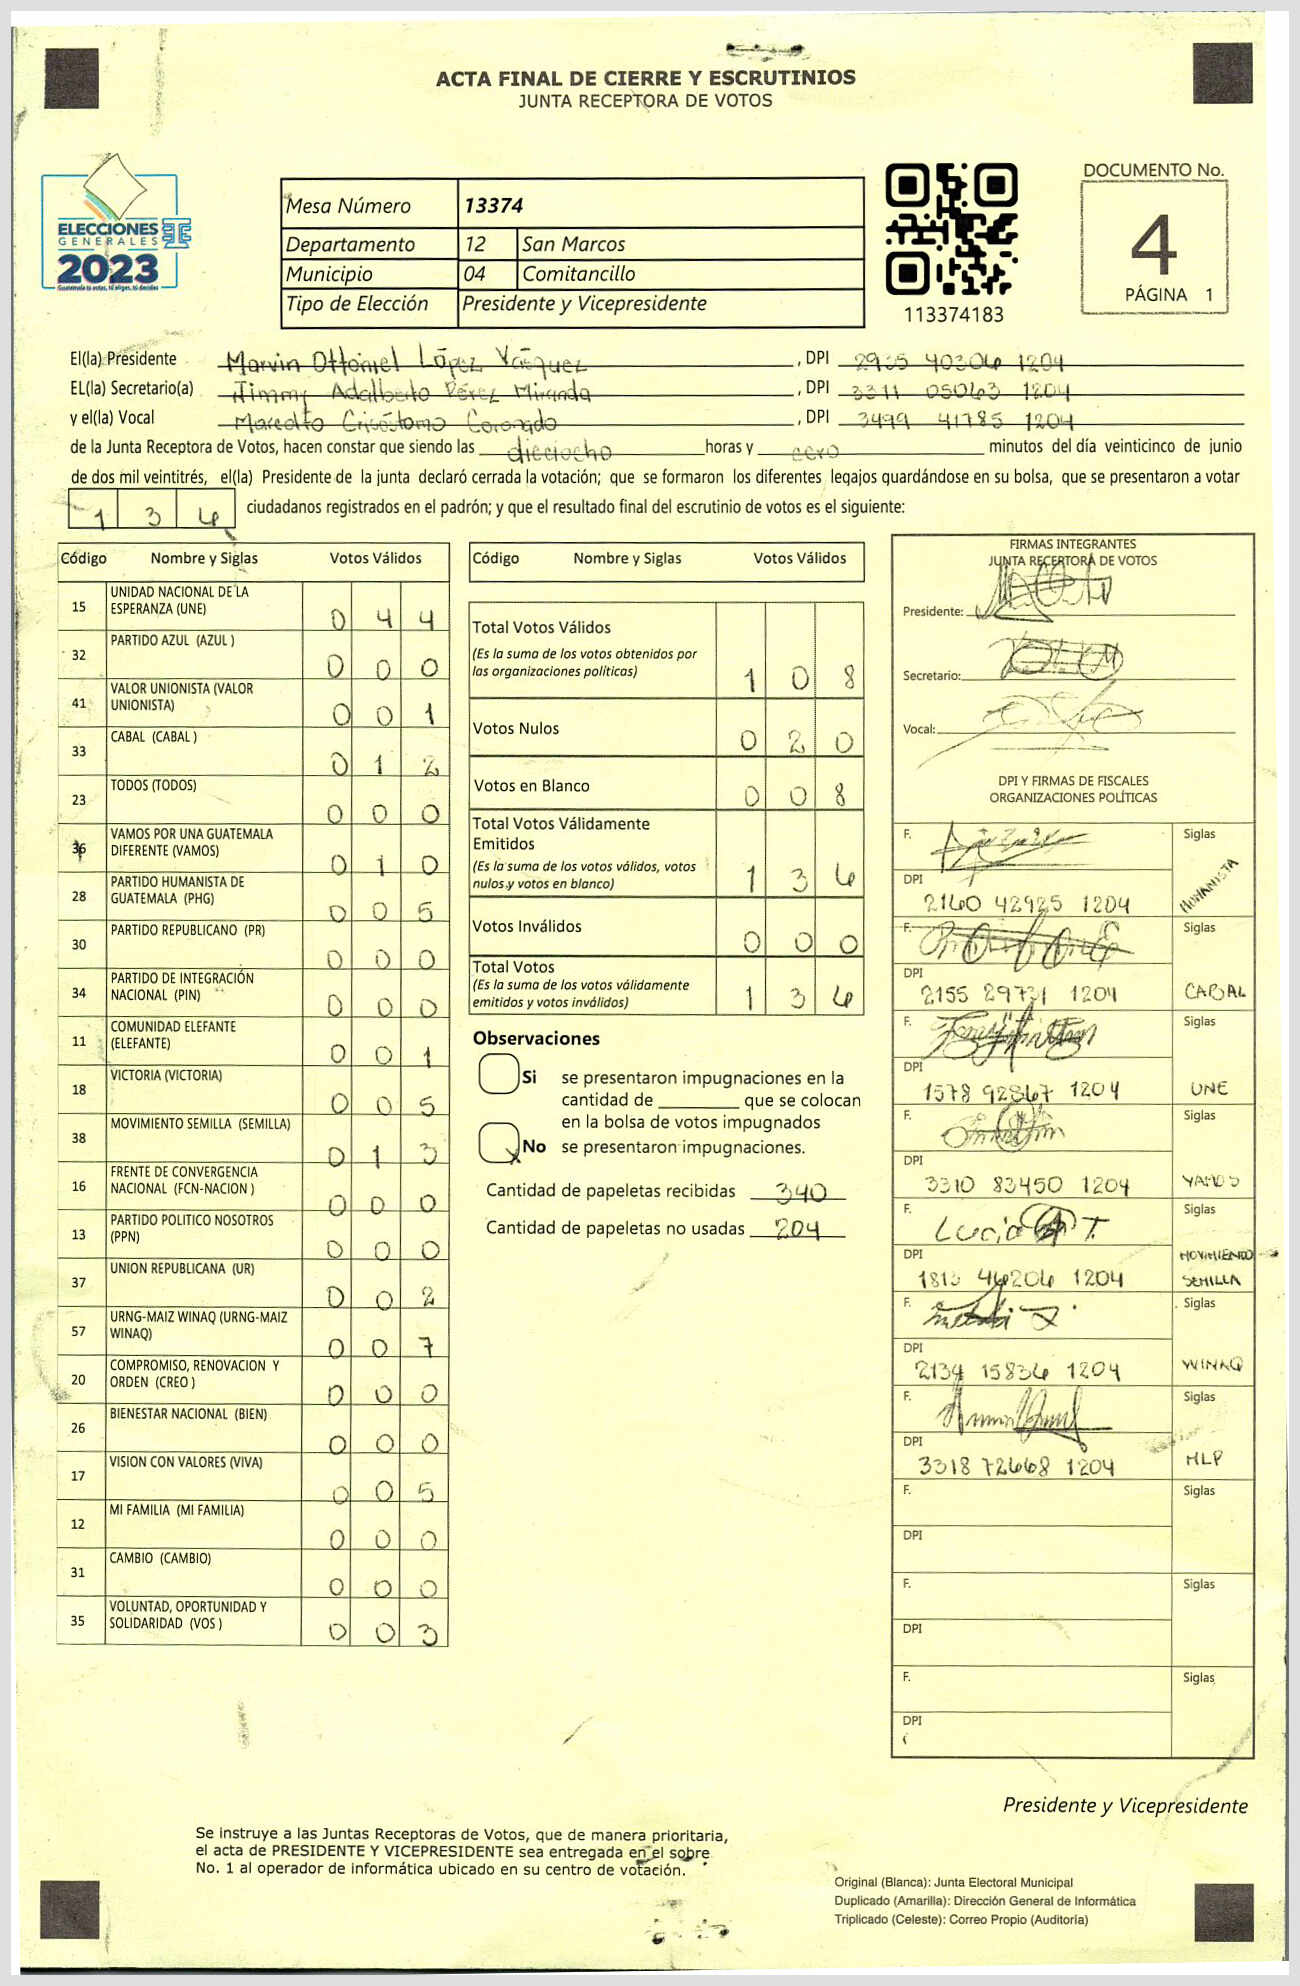 ACTA FINAL DE CIERRE Y ESCRUTINIOS
JUNTA RECEPTORA DE VOTOS
ELECCIONES
GENERALES
2023
Guatemala tú votas, tú eliges, tú decides
Mesa Número 13374
Departamento 12 San Marcos
Municipio 04 Comitancillo
Tipo de Elección Presidente y Vicepresidente
113374183
DOCUMENTO No.
4
PÁGINA 1
El(la) Presidente Marvin Ottoniel López Vásquez, DPI 2935 40306 1204
EL(la) Secretario(a) Jimmy Adalberto Pérez Miranda, DPI 3311 05063 1204
y el(la) Vocal Crisóstomo Coronado, DPI 3499 41785 1204
de la Junta Receptora de Votos, hacen constar que siendo las dieciocho horas y cero minutos del día veinticinco de junio
de dos mil veintitrés, el(la) Presidente de la junta declaró cerrada la votación; que se formaron los diferentes legajos guardándose en su bolsa, que se presentaron a votar
1 3 6 ciudadanos registrados en el padrón; y que el resultado final del escrutinio de votos es el siguiente:
Código Nombre y Siglas Votos Válidos
15 UNIDAD NACIONAL DE LA ESPERANZA (UNE) 0 4 4
32 PARTIDO AZUL (AZUL ) 0 0 0
41 VALOR UNIONISTA (VALOR UNIONISTA) 0 0 1
33 CABAL (CABAL ) 0 1 2
23 TODOS (TODOS) 0 0 0
36 VAMOS POR UNA GUATEMALA DIFERENTE (VAMOS) 0 1 0
28 PARTIDO HUMANISTA DE GUATEMALA (PHG) 0 0 5
30 PARTIDO REPUBLICANO (PR) 0 0 0
34 PARTIDO DE INTEGRACIÓN NACIONAL (PIN) 0 0 0
11 COMUNIDAD ELEFANTE (ELEFANTE) 0 0 1
18 VICTORIA (VICTORIA) 0 0 5
38 MOVIMIENTO SEMILLA (SEMILLA) 0 1 3
16 FRENTE DE CONVERGENCIA NACIONAL (FCN-NACION ) 0 0 0
13 PARTIDO POLITICO NOSOTROS (PPN) 0 0 0
37 UNION REPUBLICANA (UR) 0 0 2
57 URNG-MAIZ WINAQ (URNG-MAIZ WINAQ) 0 0 7
20 COMPROMISO, RENOVACION Y ORDEN (CREO ) 0 0 0
26 BIENESTAR NACIONAL (BIEN) 0 0 0
17 VISION CON VALORES (VIVA) 0 0 5
12 MI FAMILIA (MI FAMILIA) 0 0 0
31 CAMBIO (CAMBIO) 0 0 0
35 VOLUNTAD, OPORTUNIDAD Y SOLIDARIDAD (VOS ) 0 0 3
Código Nombre y Siglas Votos Válidos
Total Votos Válidos
(Es la suma de los votos obtenidos por
las organizaciones políticas) 1 0 8
Votos Nulos 0 2 0
Votos en Blanco 0 0 8
Total Votos Válidamente
Emitidos
(Es la suma de los votos válidos, votos
nulos y votos en blanco) 1 3 6
Votos Inválidos 0 0 0
Total Votos
(Es la suma de los votos válidamente
emitidos y votos inválidos) 1 3 6
Observaciones
Si se presentaron impugnaciones en la
cantidad de ________ que se colocan
en la bolsa de votos impugnados
X No se presentaron impugnaciones.
Cantidad de papeletas recibidas 340
Cantidad de papeletas no usadas 204
FIRMAS INTEGRANTES
JUNTA RECEPTORA DE VOTOS
Presidente:
Secretario:
Vocal:
DPI Y FIRMAS DE FISCALES
ORGANIZACIONES POLÍTICAS
F. Siglas
DPI 2160 42925 1204 HUMANISTA
F. Siglas
DPI 2155 29731 1204 CABAL
F. Siglas
DPI 1578 92867 1204 UNE
F. Siglas
DPI 3310 83450 1204 VAMOS
F. Lucia T. Siglas
DPI 1813 46206 1204 MOVIMIENDO SEMILLA
F. Siglas
DPI 2134 15836 1204 WINAQ
F. Siglas
DPI 3318 72668 1204 MLP
F. Siglas
DPI
F. Siglas
DPI
F. Siglas
DPI
Presidente y Vicepresidente
Se instruye a las Juntas Receptoras de Votos, que de manera prioritaria,
el acta de PRESIDENTE Y VICEPRESIDENTE sea entregada en el sobre
No. 1 al operador de informática ubicado en su centro de votación.
Original (Blanca): Junta Electoral Municipal
Duplicado (Amarilla): Dirección General de Informática
Triplicado (Celeste): Correo Propio (Auditoría)